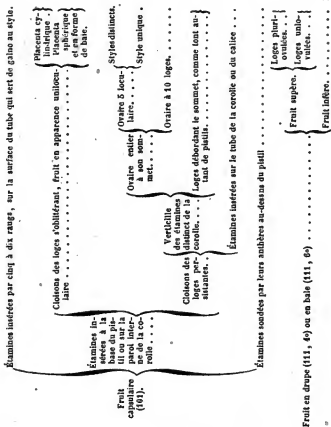 Étamines insérées par cinq à dix rangs, sur la surface du tube qui sert de gaîne au style.
Placenta cylindrique.
Placenta sphérique et en forme de base.
Cloisons des loges s'oblitérant, fruit en apparence uniloculaire
Styles distincts.
Style unique.
Ovaire 5 loculaire.
Ovaire à 10 loges.
Ovaire entier à son sommet.
Loges débordant le sommet, comme tout autant de pistils.
Verticille des étamines distinct de la corolle.
Étamines insérées sur le tube de la corolle ou du calice
Loges pluriovulées.
Loges uniovulées.
Cloisons des loges persistantes.
Étamines insérées à la base du pistil ou sur la paroi interne de la corolle
Étamines soudées par leurs anthères au-dessus du pistil
Fruit capsulaire (101).
Fruit supère.
Fruit infère.
Fruit en drupe (111, 4o) ou en baie (111, 6o)